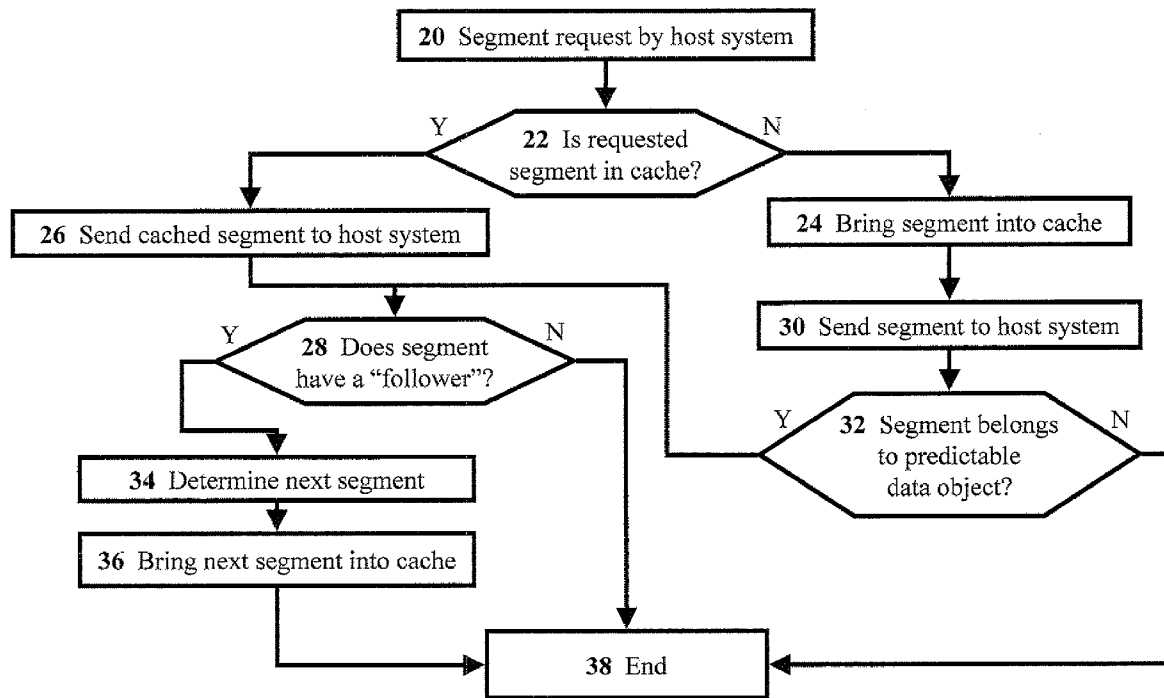 20 Segment request by host system
Y
N
22 Is requested
segment in cache?
26 Send cached segment to host system
24 Bring segment into cache
30 Send segment to host system
Y
N
28 Does segment
have a “follower”?
Y
N
32 Segment belongs
to predictable
data object?
34 Determine next segment
36 Bring next segment into cache
38 End